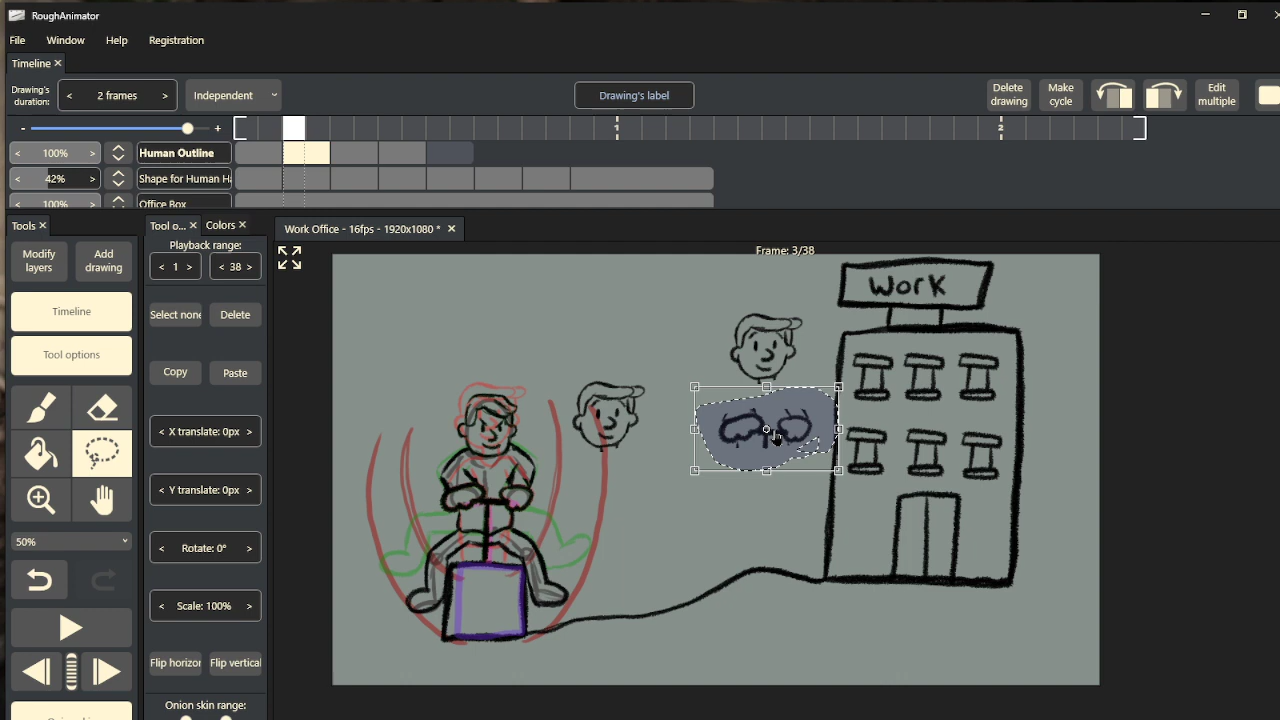 RoughAnimator
File Window Help Registration
Timeline
Drawing's duration: < 2 frames > Independent Drawing's label Delete drawing Make cycle Edit multiple
- + 1 2
< 100% > Human Outline
< 42% > Shape for Human H
< 100% > Office Box
Tools Tool o... Colors Work Office - 16fps - 1920x1080 *
Modify layers Add drawing Playback range: Frame: 3/38
< 1 > < 38 >
Work
Timeline Select none Delete
Tool options Copy Paste
< X translate: 0px >
< Y translate: 0px >
50% < Rotate: 0° >
< Scale: 100% >
Flip horizon Flip vertical
Onion skin range: